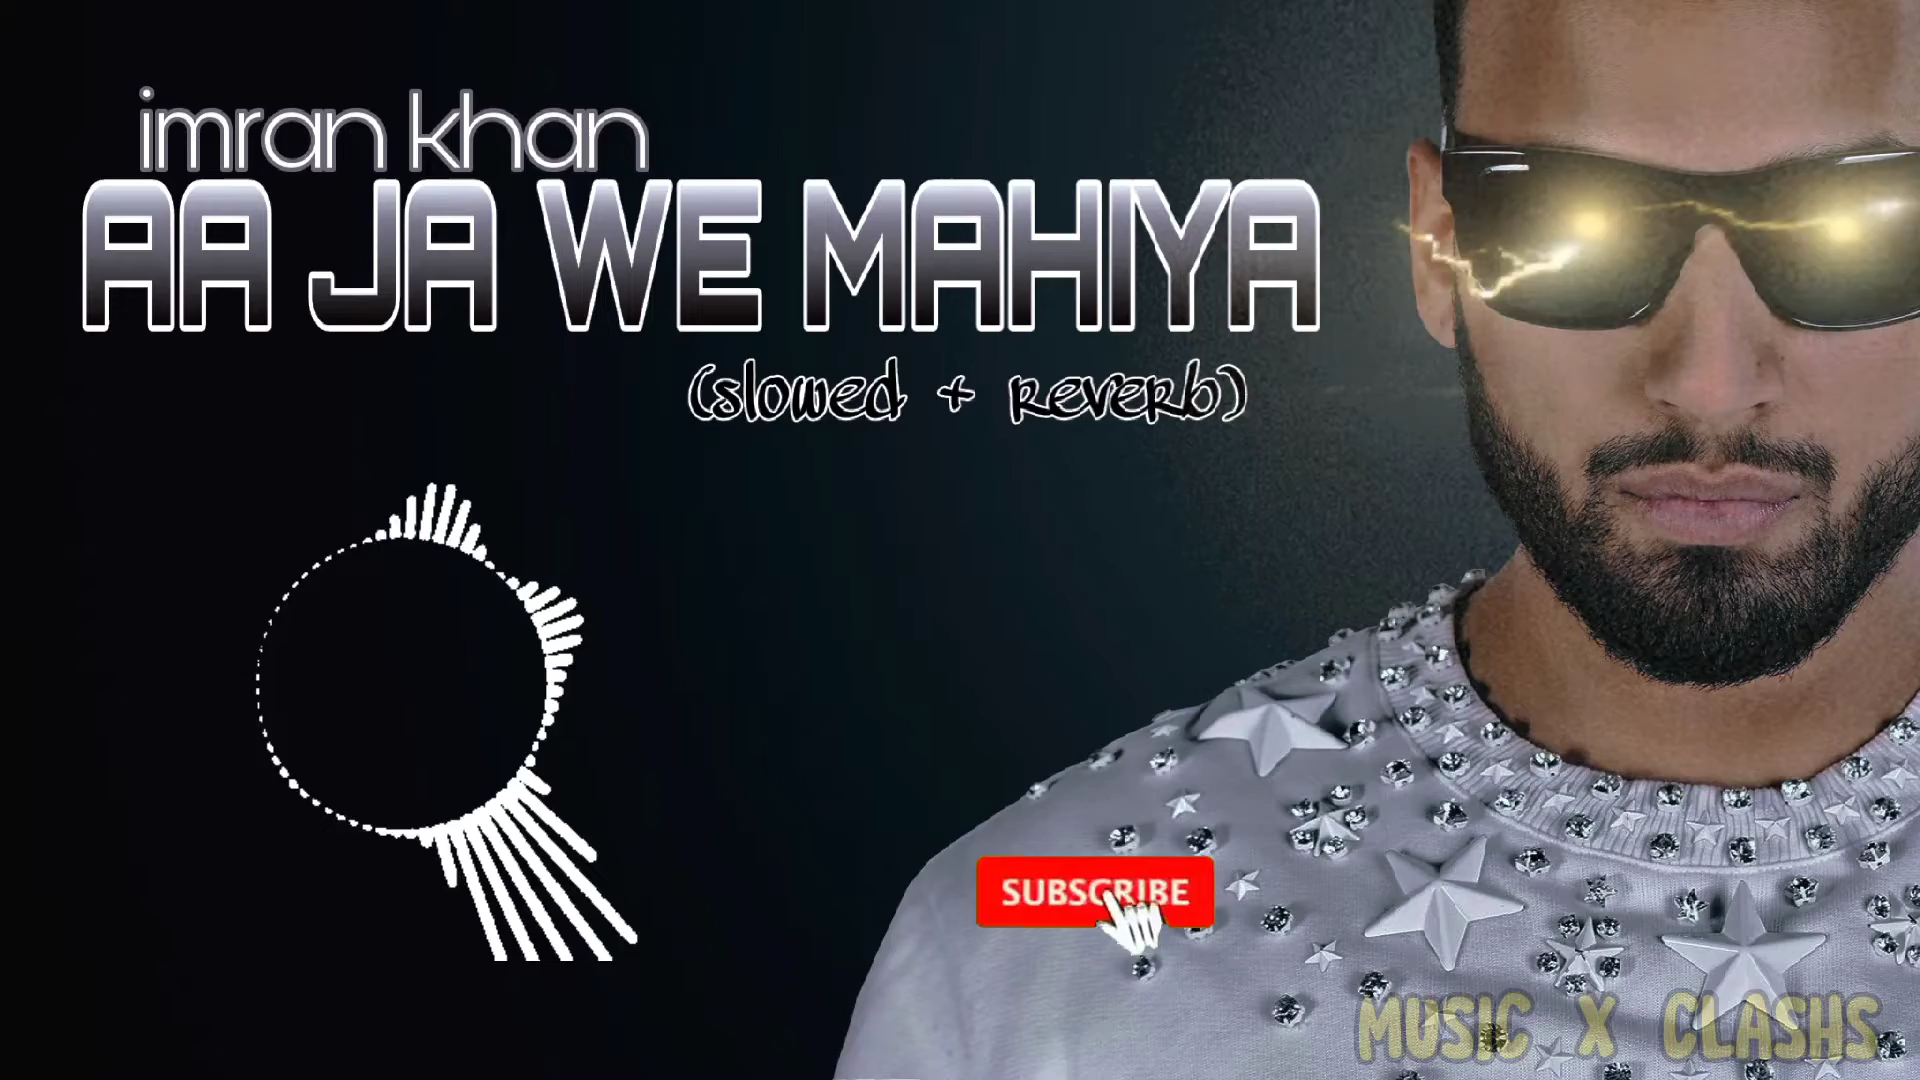 imran khan
AA JA WE MAHIYA
(slowed + reverb)
SUBSCRIBE
MUSIC X CLASHS